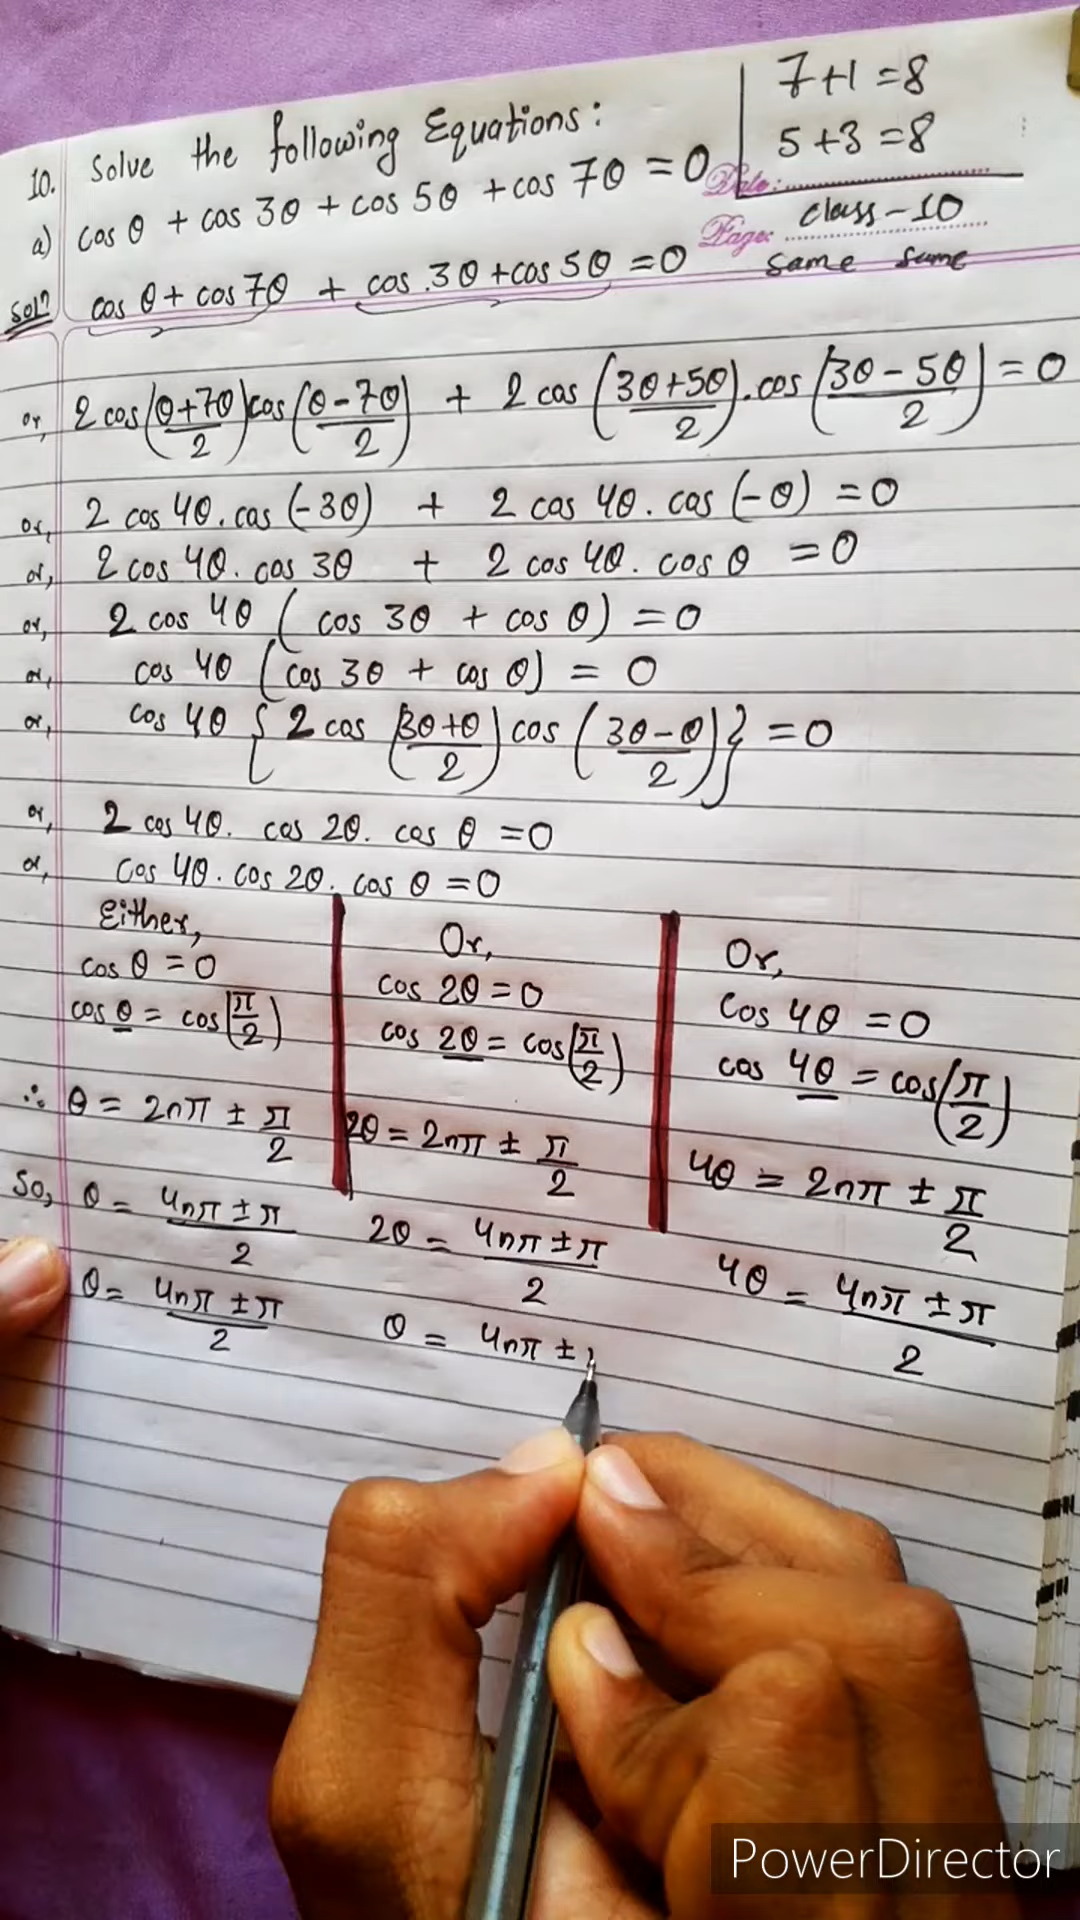 7+1 = 8
5+3 = 8
10. Solve the following Equations:
a) cos θ + cos 3θ + cos 5θ + cos 7θ = 0
Date:
Page: class-10
same same
Solⁿ cos θ + cos 7θ + cos 3θ + cos 5θ = 0
or, 2 cos(θ+7θ/2) cos(θ-7θ/2) + 2 cos(3θ+5θ/2).cos(3θ-5θ/2) = 0
or, 2 cos 4θ. cos (-3θ) + 2 cos 4θ. cos (-θ) = 0
or, 2 cos 4θ. cos 3θ + 2 cos 4θ. cos θ = 0
or, 2 cos 4θ (cos 3θ + cos θ) = 0
or, cos 4θ (cos 3θ + cos θ) = 0
or, cos 4θ {2 cos (3θ+θ/2) cos (3θ-θ/2)} = 0
or, 2 cos 4θ. cos 2θ. cos θ = 0
or, cos 4θ. cos 2θ. cos θ = 0
Either,
cos θ = 0
cos θ = cos(π/2)
∴ θ = 2nπ ± π/2
So, θ = 4nπ ± π/2
θ = 4nπ ± π/2
Or,
cos 2θ = 0
cos 2θ = cos(π/2)
2θ = 2nπ ± π/2
2θ = 4nπ ± π/2
θ = 4nπ ±
Or,
Cos 4θ = 0
cos 4θ = cos(π/2)
4θ = 2nπ ± π/2
4θ = 4nπ ± π/2
PowerDirector